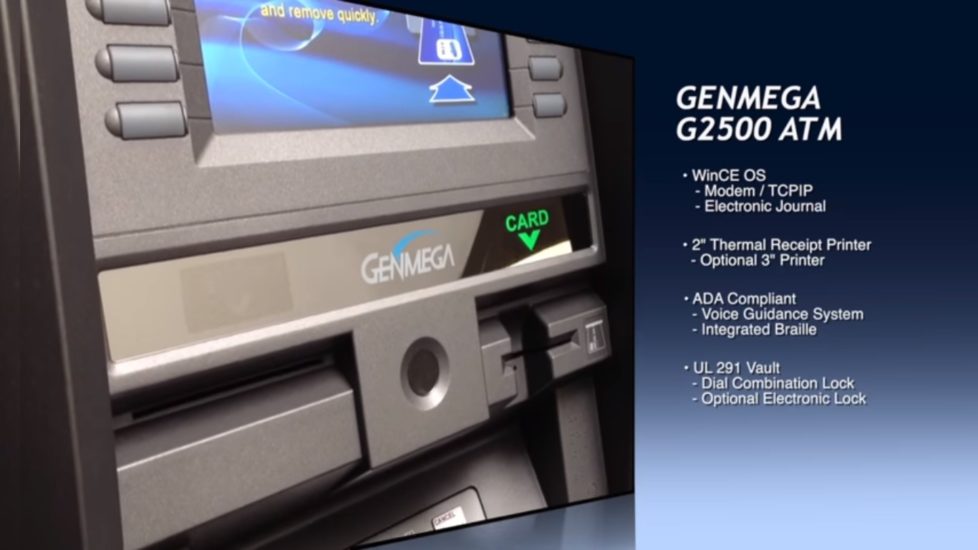 and remove quickly.
CARD
GENMEGA
CANCEL
GENMEGA
G2500 ATM
• WinCE OS
- Modem / TCPIP
- Electronic Journal
• 2" Thermal Receipt Printer
- Optional 3" Printer
• ADA Compliant
- Voice Guidance System
- Integrated Braille
• UL 291 Vault
- Dial Combination Lock
- Optional Electronic Lock